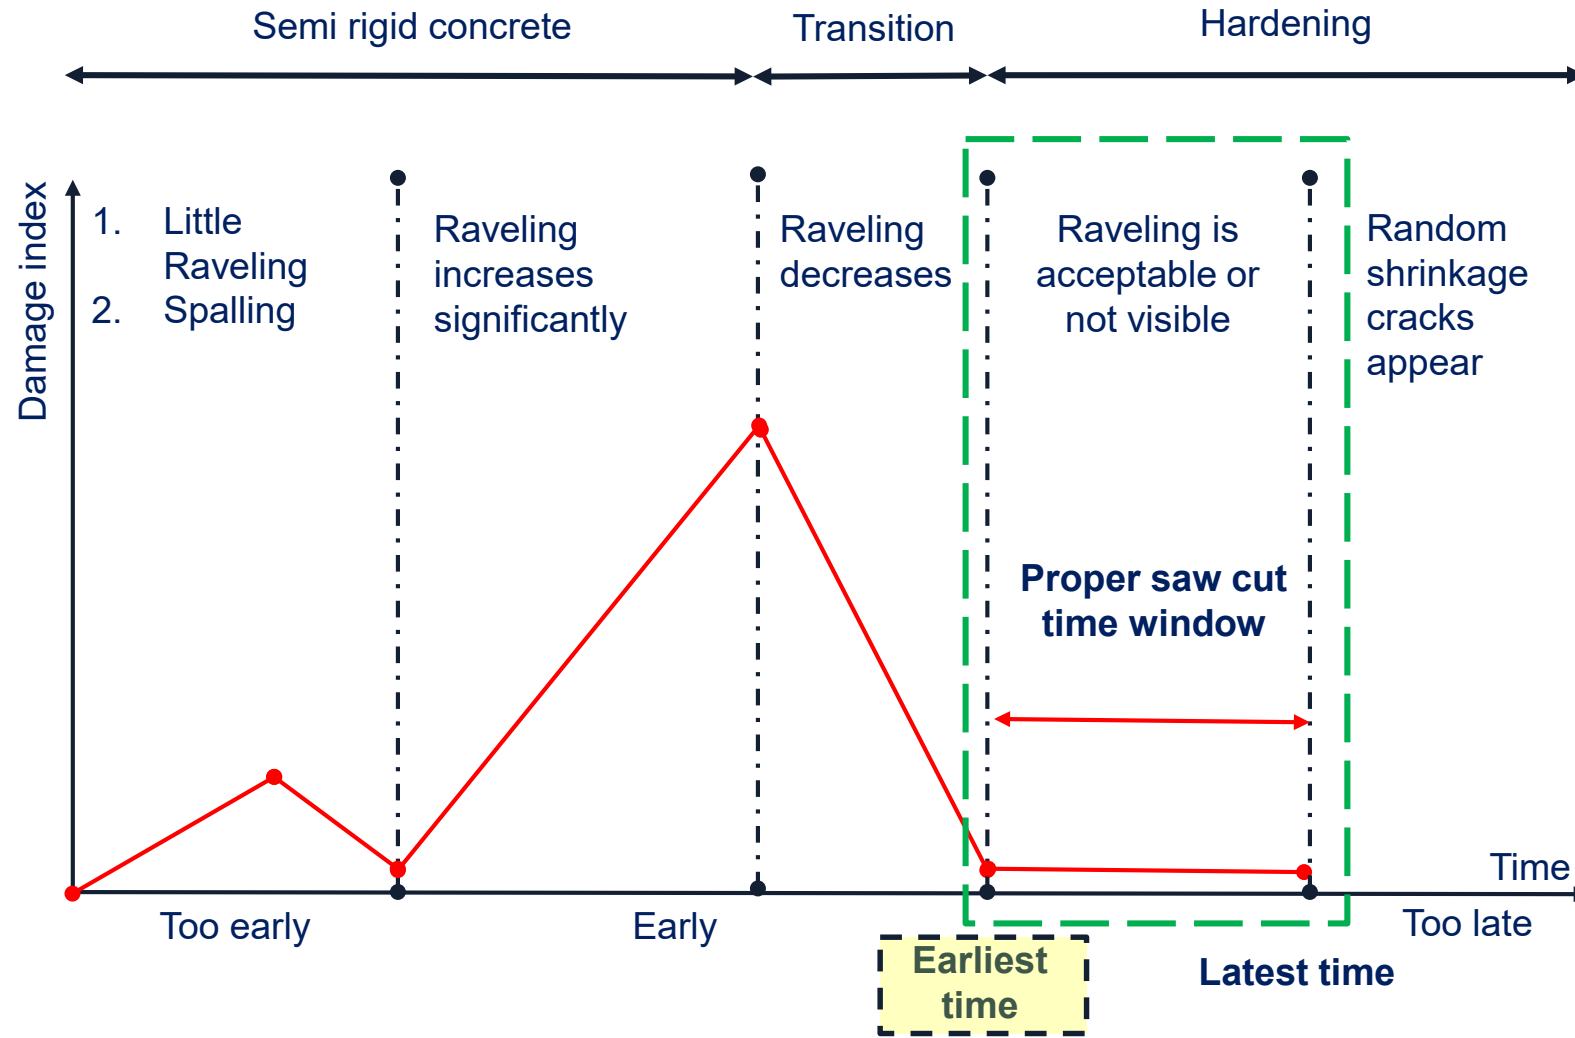 Semi rigid concrete
Transition
Hardening
Damage index
1. Little
Raveling
2. Spalling
Raveling
increases
significantly
Raveling
decreases
Raveling is
acceptable or
not visible
Random
shrinkage
cracks
appear
Proper saw cut
time window
Time
Too early
Early
Too late
Earliest
time
Latest time